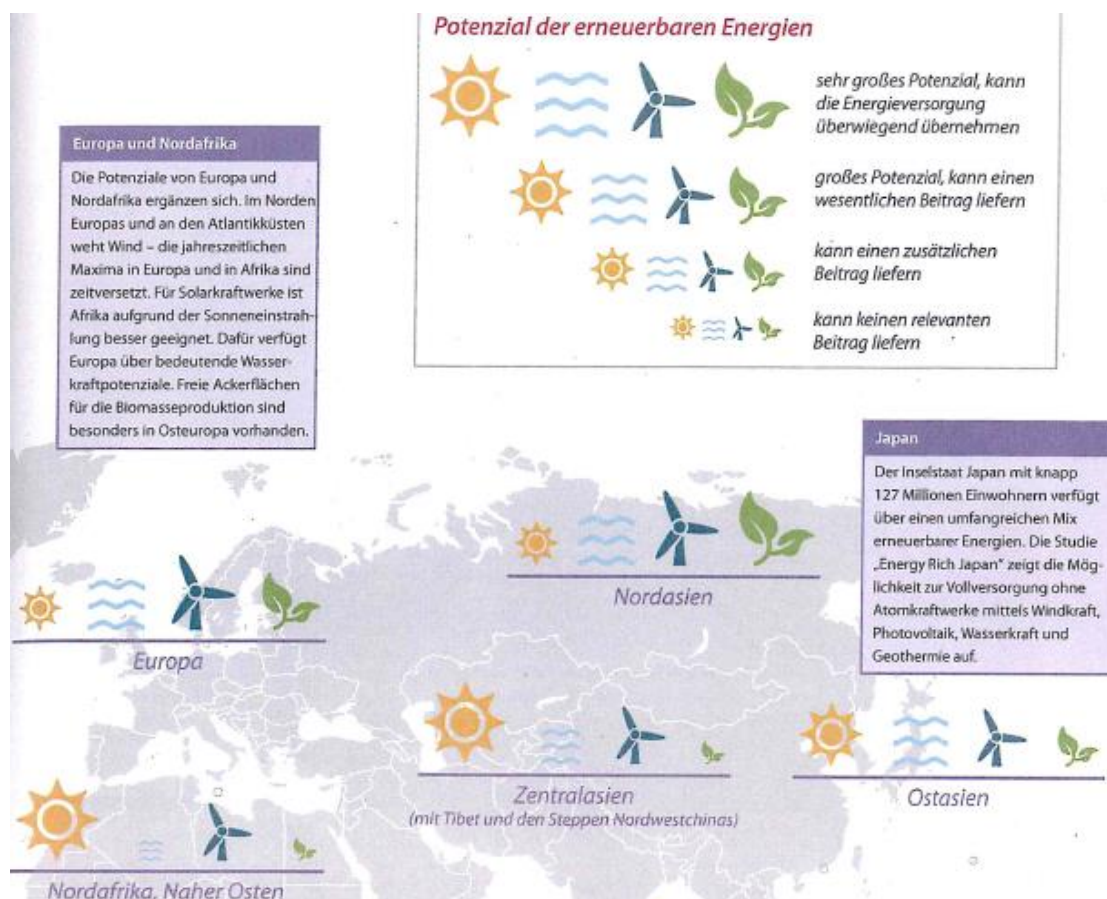 Potenzial der erneuerbaren Energien
sehr großes Potenzial, kann
die Energieversorgung
überwiegend übernehmen
großes Potenzial, kann einen
wesentlichen Beitrag liefern
kann einen zusätzlichen
Beitrag liefern
kann keinen relevanten
Beitrag liefern
Europa und Nordafrika
Die Potenziale von Europa und
Nordafrika ergänzen sich. Im Norden
Europas und an den Atlantikküsten
weht Wind – die jahreszeitlichen
Maxima in Europa und in Afrika sind
zeitversetzt. Für Solarkraftwerke ist
Afrika aufgrund der Sonneneinstrah-
lung besser geeignet. Dafür verfügt
Europa über bedeutende Wasser-
kraftpotenziale. Freie Ackerflächen
für die Biomasseproduktion sind
besonders in Osteuropa vorhanden.
Japan
Der Inselstaat Japan mit knapp
127 Millionen Einwohnern verfügt
über einen umfangreichen Mix
erneuerbarer Energien. Die Studie
„Energy Rich Japan" zeigt die Mög-
lichkeit zur Vollversorgung ohne
Atomkraftwerke mittels Windkraft,
Photovoltaik, Wasserkraft und
Geothermie auf.
Nordasien
Europa
Zentralasien
(mit Tibet und den Steppen Nordwestchinas)
Ostasien
Nordafrika, Naher Osten